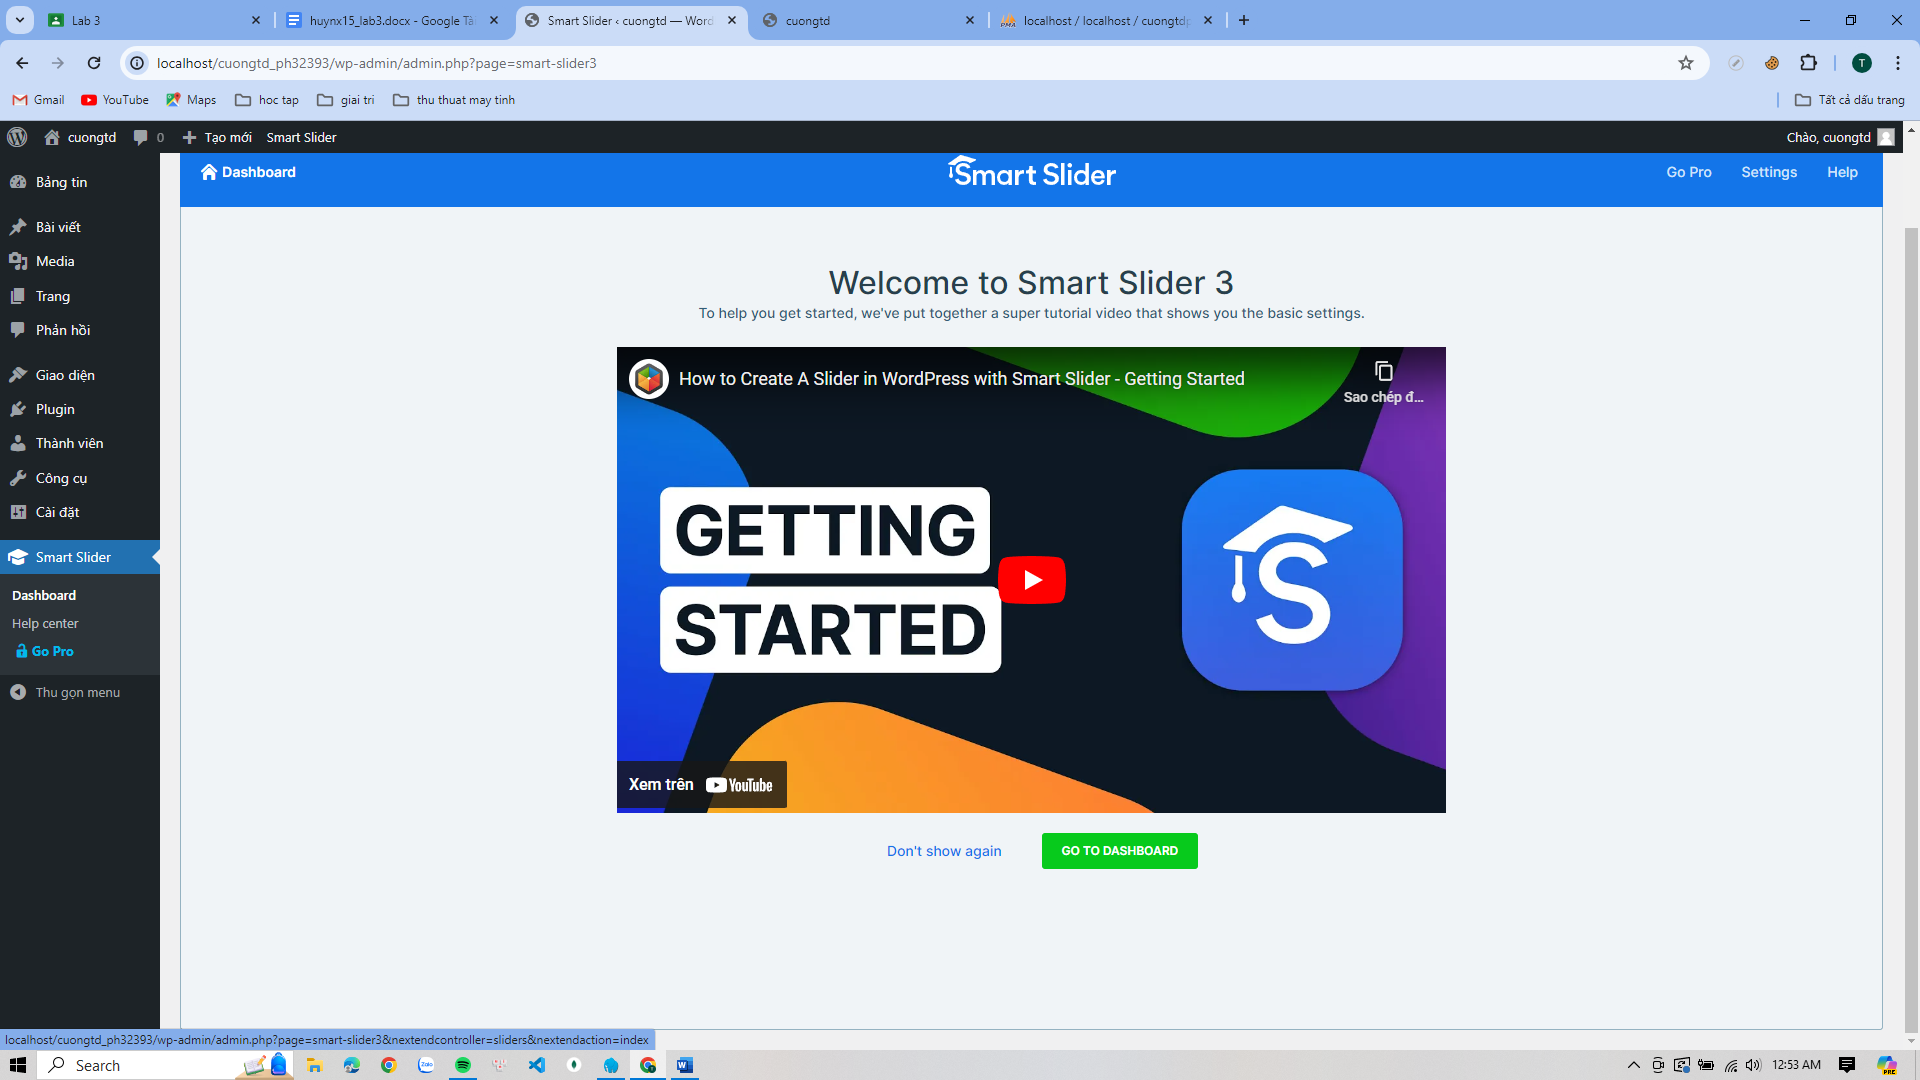 Lab 3
huynx15_lab3.docx - Google Tà
Smart Slider ‹ cuongtd — Word
cuongtd
localhost / localhost / cuongtdp
localhost/cuongtd_ph32393/wp-admin/admin.php?page=smart-slider3
T
Gmail
YouTube
Maps
hoc tap
giai tri
thu thuat may tinh
Tất cả dấu trang
cuongtd
0
Tạo mới
Smart Slider
Chào, cuongtd
Bảng tin
Bài viết
Media
Trang
Phản hồi
Giao diện
Plugin
Thành viên
Công cụ
Cài đặt
Smart Slider
Dashboard
Help center
Go Pro
Thu gọn menu
Dashboard
Smart Slider
Go Pro
Settings
Help
Welcome to Smart Slider 3
To help you get started, we've put together a super tutorial video that shows you the basic settings.
How to Create A Slider in WordPress with Smart Slider - Getting Started
Sao chép đ...
GETTING
STARTED
S
Xem trên YouTube
Don't show again
GO TO DASHBOARD
localhost/cuongtd_ph32393/wp-admin/admin.php?page=smart-slider3&nextendcontroller=sliders&nextendaction=index
Search
Zalo
12:53 AM
PRE